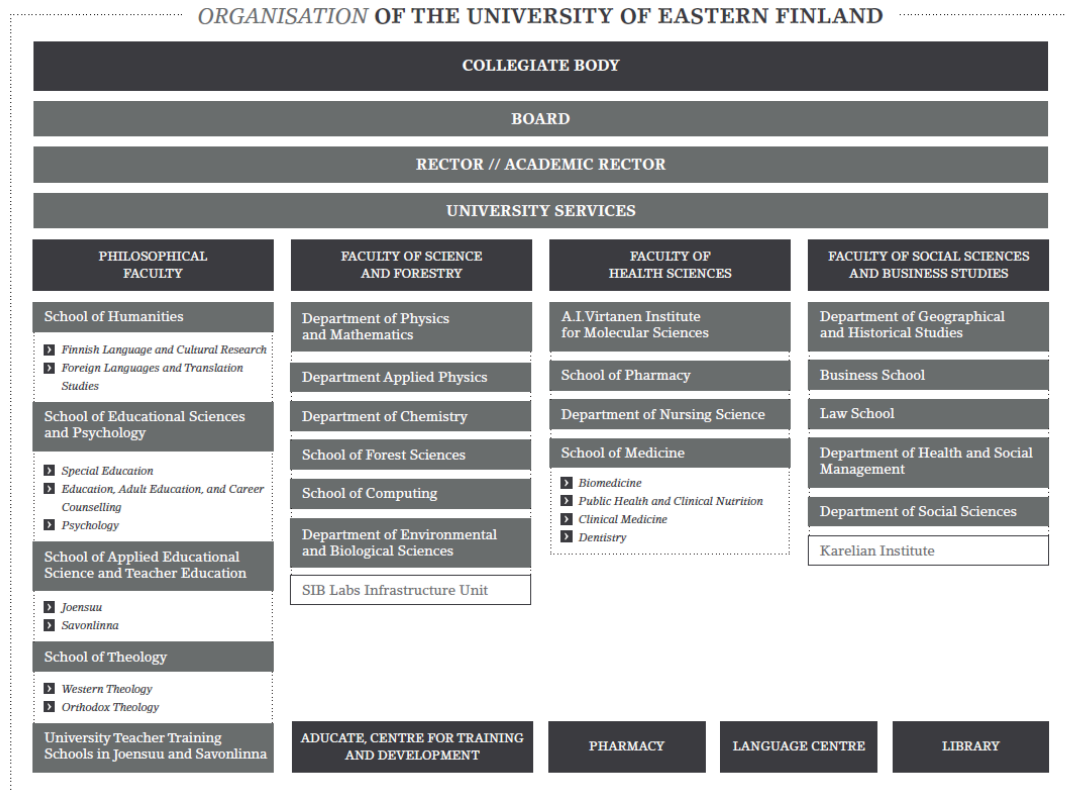 ORGANISATION OF THE UNIVERSITY OF EASTERN FINLAND
COLLEGIATE BODY
BOARD
RECTOR // ACADEMIC RECTOR
UNIVERSITY SERVICES
PHILOSOPHICAL
FACULTY
School of Humanities
Finnish Language and Cultural Research
Foreign Languages and Translation
Studies
School of Educational Sciences
and Psychology
Special Education
Education, Adult Education, and Career
Counselling
Psychology
School of Applied Educational
Science and Teacher Education
Joensuu
Savonlinna
School of Theology
Western Theology
Orthodox Theology
University Teacher Training
Schools in Joensuu and Savonlinna
FACULTY OF SCIENCE
AND FORESTRY
Department of Physics
and Mathematics
Department Applied Physics
Department of Chemistry
School of Forest Sciences
School of Computing
Department of Environmental
and Biological Sciences
SIB Labs Infrastructure Unit
FACULTY OF
HEALTH SCIENCES
A.I.Virtanen Institute
for Molecular Sciences
School of Pharmacy
Department of Nursing Science
School of Medicine
Biomedicine
Public Health and Clinical Nutrition
Clinical Medicine
Dentistry
FACULTY OF SOCIAL SCIENCES
AND BUSINESS STUDIES
Department of Geographical
and Historical Studies
Business School
Law School
Department of Health and Social
Management
Department of Social Sciences
Karelian Institute
ADUCATE, CENTRE FOR TRAINING
AND DEVELOPMENT
PHARMACY
LANGUAGE CENTRE
LIBRARY